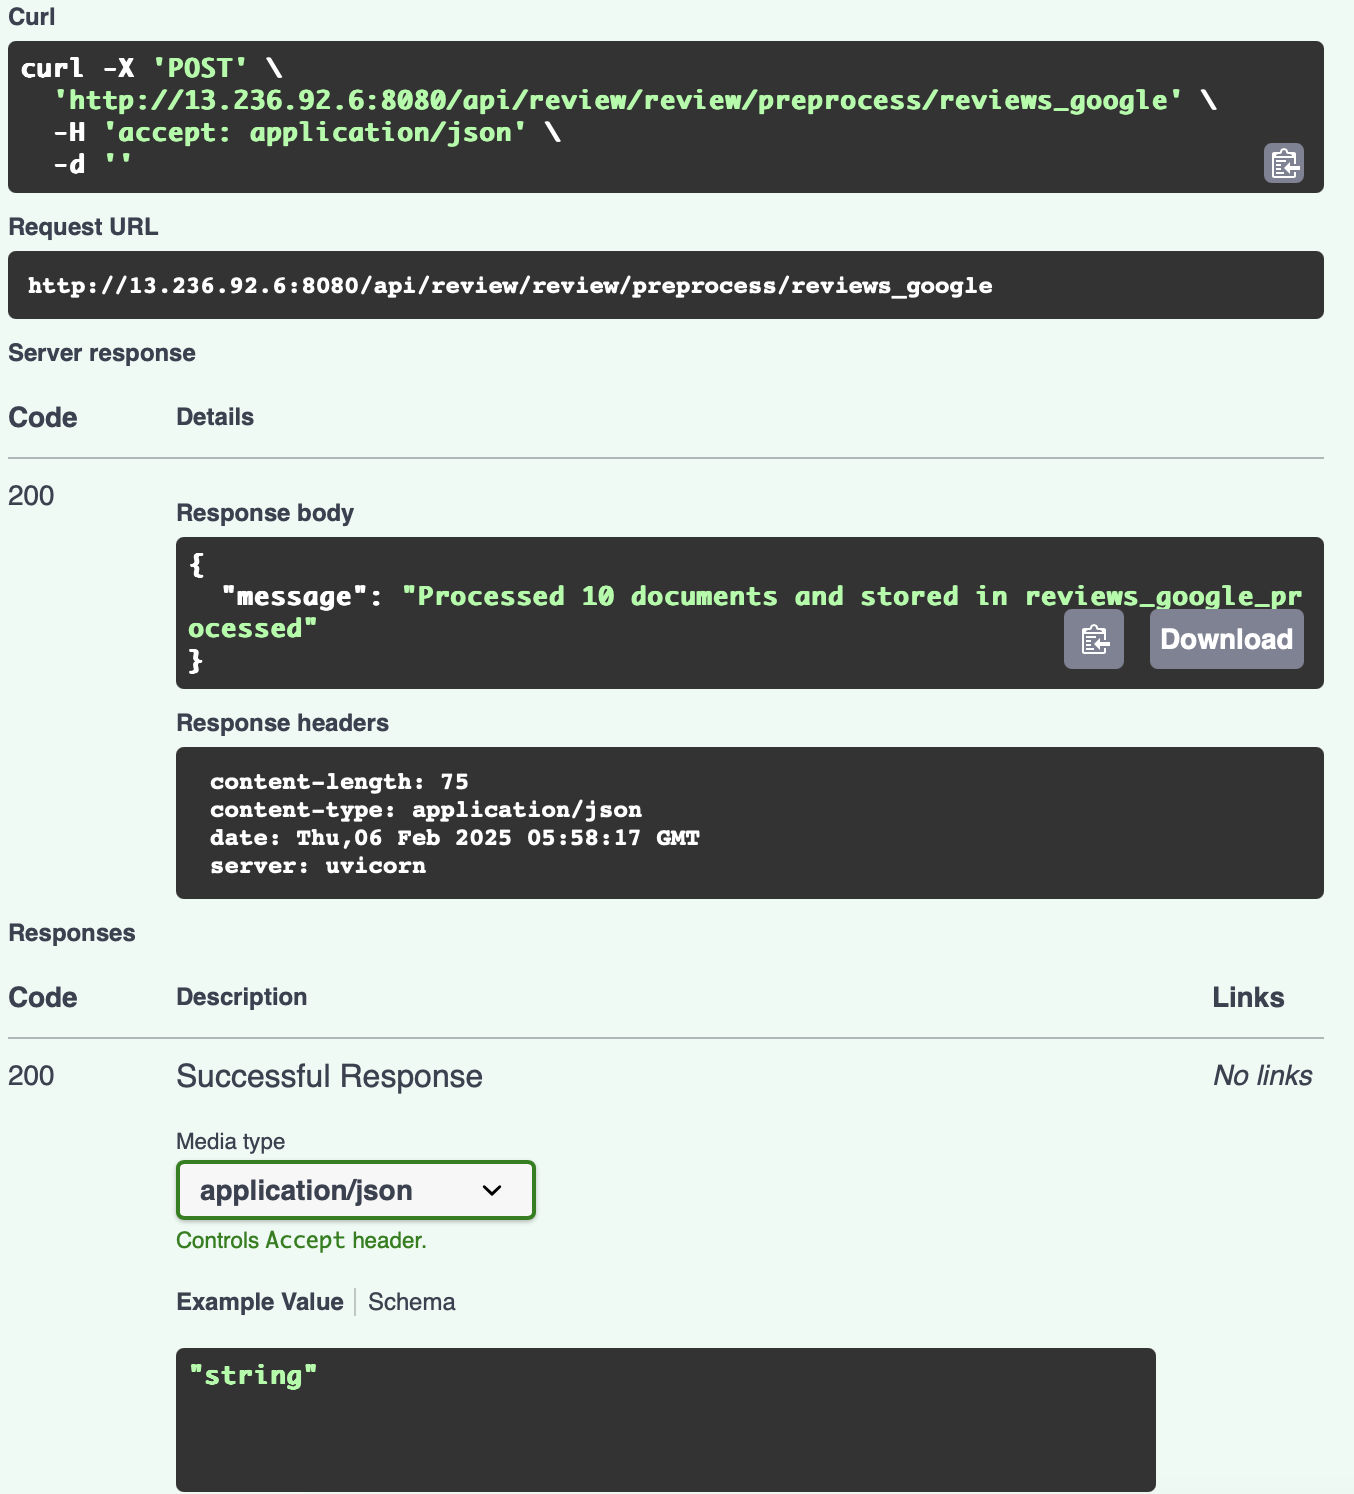 Curl
curl -X 'POST' \
  'http://13.236.92.6:8080/api/review/review/preprocess/reviews_google' \
  -H 'accept: application/json' \
  -d ''
Request URL
http://13.236.92.6:8080/api/review/review/preprocess/reviews_google
Server response
Code Details
200
Response body
{
  "message": "Processed 10 documents and stored in reviews_google_pr
ocessed"
}
Download
Response headers
content-length: 75
content-type: application/json
date: Thu,06 Feb 2025 05:58:17 GMT
server: uvicorn
Responses
Code Description Links
200 Successful Response No links
Media type
application/json
Controls Accept header.
Example Value Schema
"string"